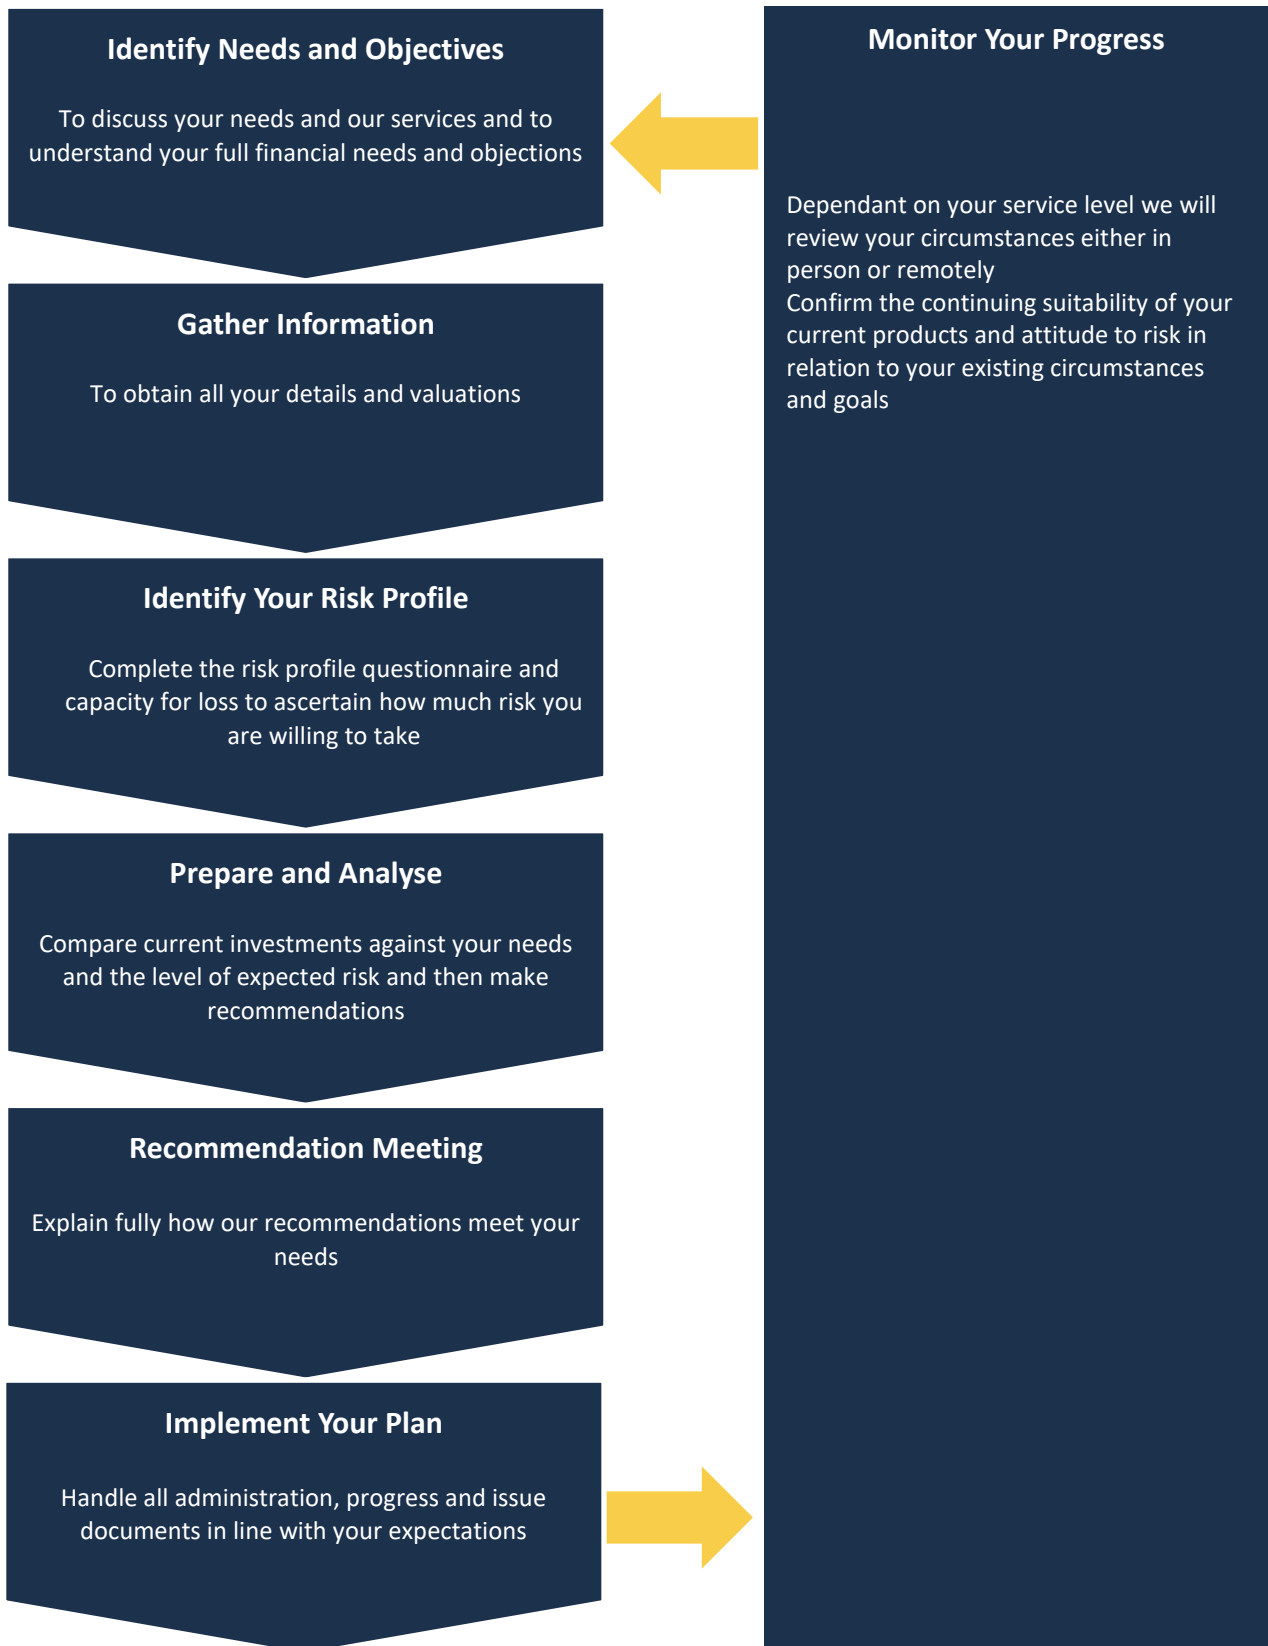 Identify Needs and Objectives
To discuss your needs and our services and to
understand your full financial needs and objections
Gather Information
To obtain all your details and valuations
Identify Your Risk Profile
Complete the risk profile questionnaire and
capacity for loss to ascertain how much risk you
are willing to take
Prepare and Analyse
Compare current investments against your needs
and the level of expected risk and then make
recommendations
Recommendation Meeting
Explain fully how our recommendations meet your
needs
Implement Your Plan
Handle all administration, progress and issue
documents in line with your expectations
Monitor Your Progress
Dependant on your service level we will
review your circumstances either in
person or remotely
Confirm the continuing suitability of your
current products and attitude to risk in
relation to your existing circumstances
and goals